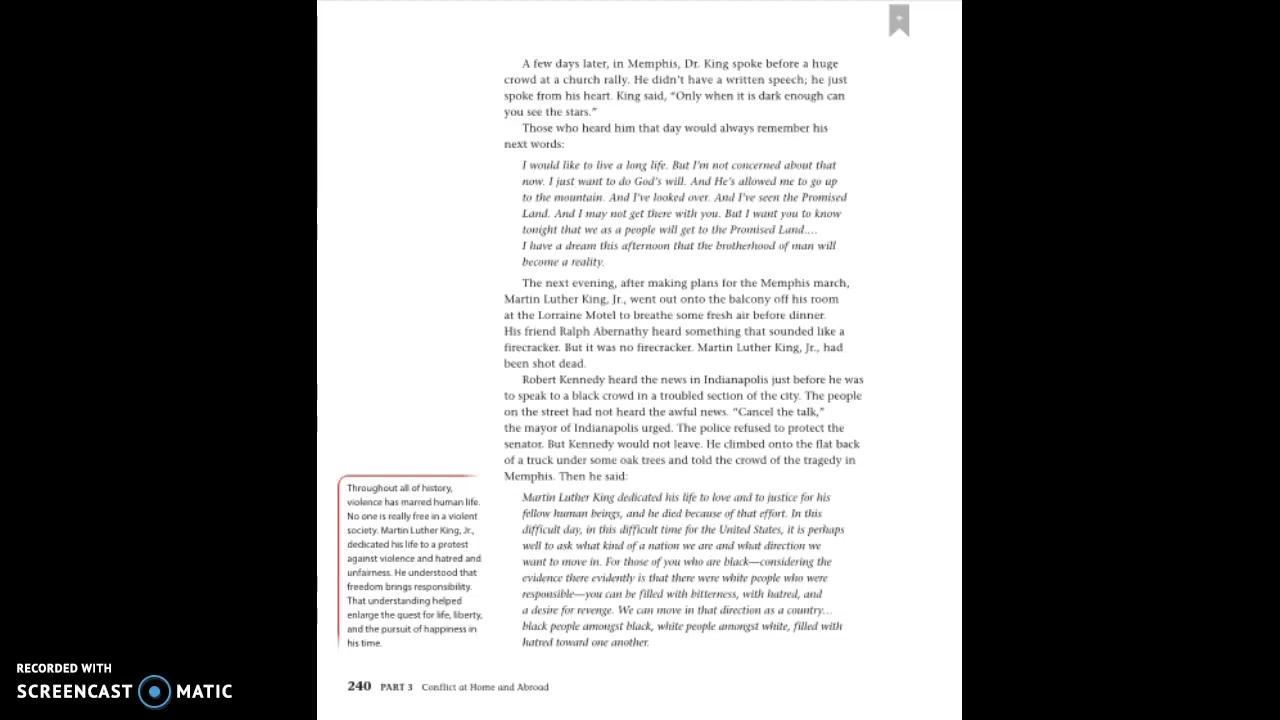 A few days later, in Memphis, Dr. King spoke before a huge
crowd at a church rally. He didn't have a written speech; he just
spoke from his heart. King said, “Only when it is dark enough can
you see the stars.”
Those who heard him that day would always remember his
next words:
I would like to live a long life. But I'm not concerned about that
now. I just want to do God's will. And He's allowed me to go up
to the mountain. And I've looked over. And I've seen the Promised
Land. And I may not get there with you. But I want you to know
tonight that we as a people will get to the Promised Land....
I have a dream this afternoon that the brotherhood of man will
become a reality.
The next evening, after making plans for the Memphis march,
Martin Luther King, Jr., went out onto the balcony off his room
at the Lorraine Motel to breathe some fresh air before dinner.
His friend Ralph Abernathy heard something that sounded like a
firecracker. But it was no firecracker. Martin Luther King, Jr., had
been shot dead.
Robert Kennedy heard the news in Indianapolis just before he was
to speak to a black crowd in a troubled section of the city. The people
on the street had not heard the awful news. “Cancel the talk,”
the mayor of Indianapolis urged. The police refused to protect the
senator. But Kennedy would not leave. He climbed onto the flat back
of a truck under some oak trees and told the crowd of the tragedy in
Memphis. Then he said:
Martin Luther King dedicated his life to love and to justice for his
fellow human beings, and he died because of that effort. In this
difficult day, in this difficult time for the United States, it is perhaps
well to ask what kind of a nation we are and what direction we
want to move in. For those of you who are black—considering the
evidence there evidently is that there were white people who were
responsible—you can be filled with bitterness, with hatred, and
a desire for revenge. We can move in that direction as a country...
black people amongst black, white people amongst white, filled with
hatred toward one another.
Throughout all of history,
violence has marred human life.
No one is really free in a violent
society. Martin Luther King, Jr.,
dedicated his life to a protest
against violence and hatred and
unfairness. He understood that
freedom brings responsibility.
That understanding helped
enlarge the quest for life, liberty,
and the pursuit of happiness in
his time.
240 PART 3 Conflict at Home and Abroad
RECORDED WITH
SCREENCAST MATIC